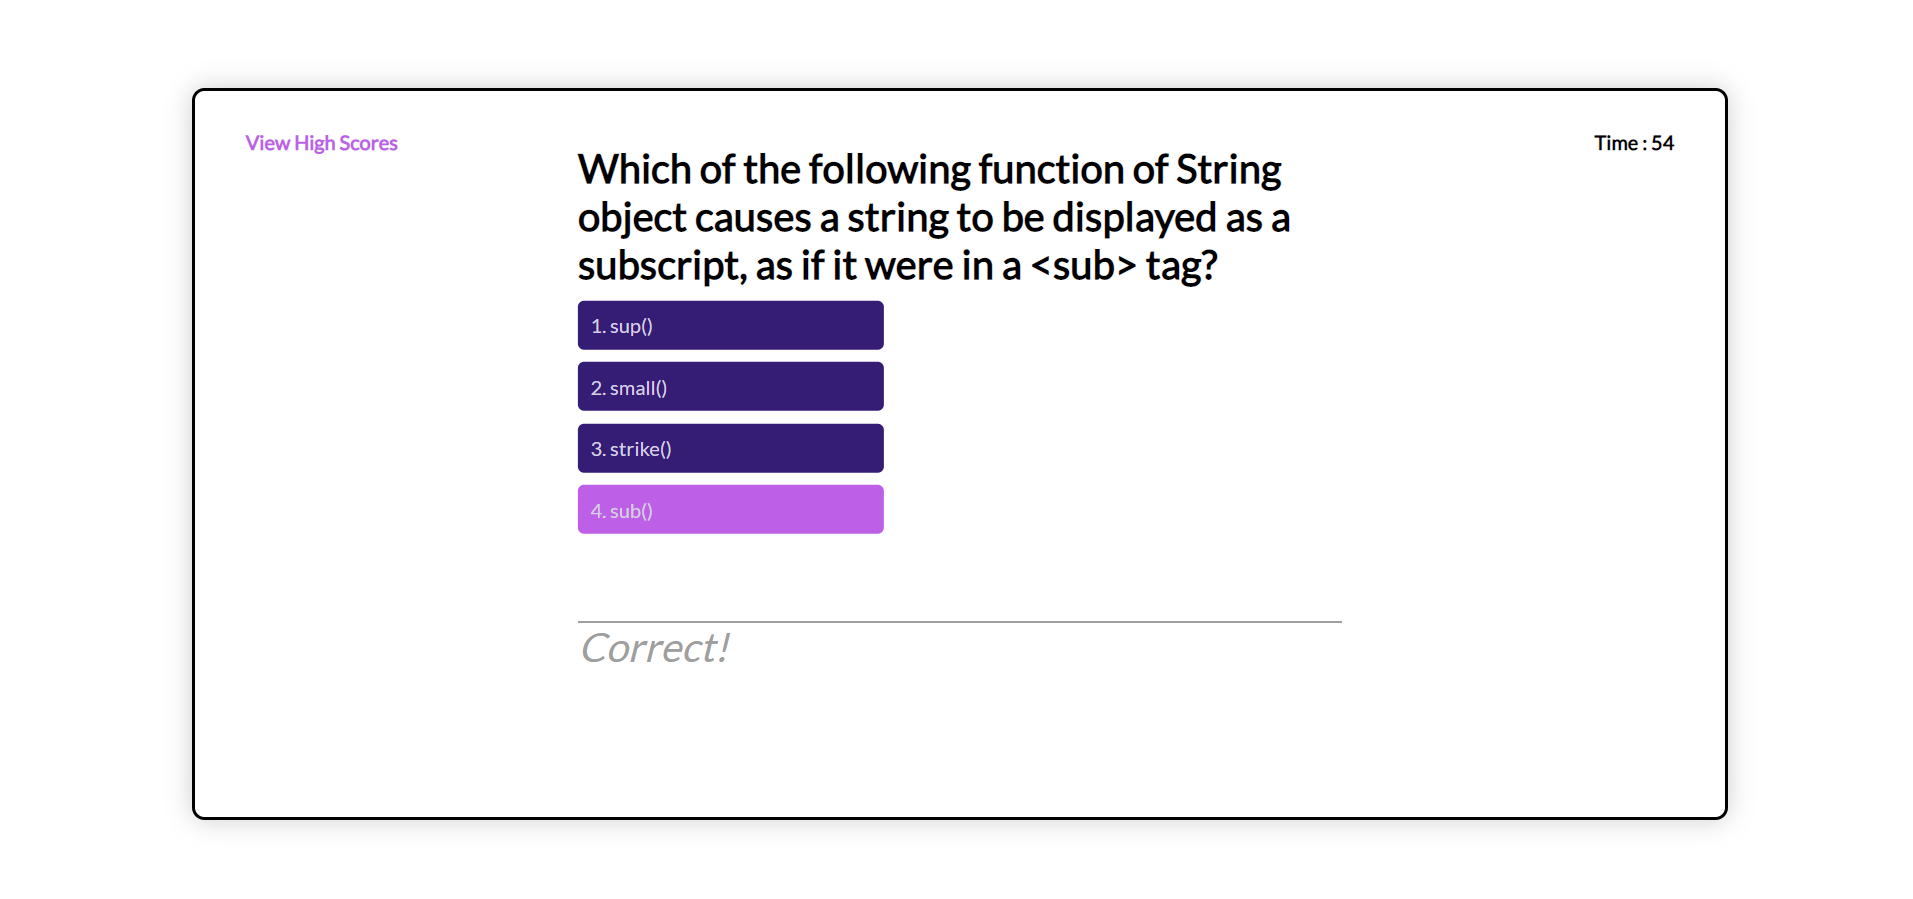 View High Scores
Time : 54
Which of the following function of String
object causes a string to be displayed as a
subscript, as if it were in a <sub> tag?
1. sup()
2. small()
3. strike()
4. sub()
Correct!